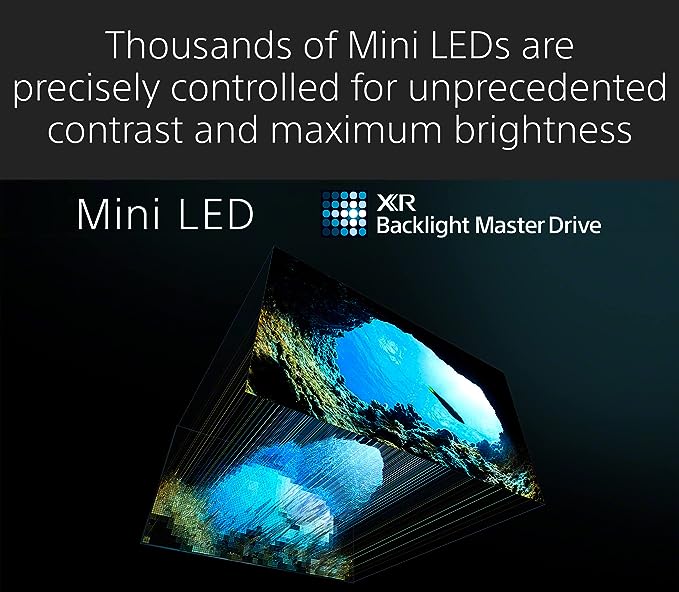 Thousands of Mini LEDs are
precisely controlled for unprecedented
contrast and maximum brightness
Mini LED
XR
Backlight Master Drive